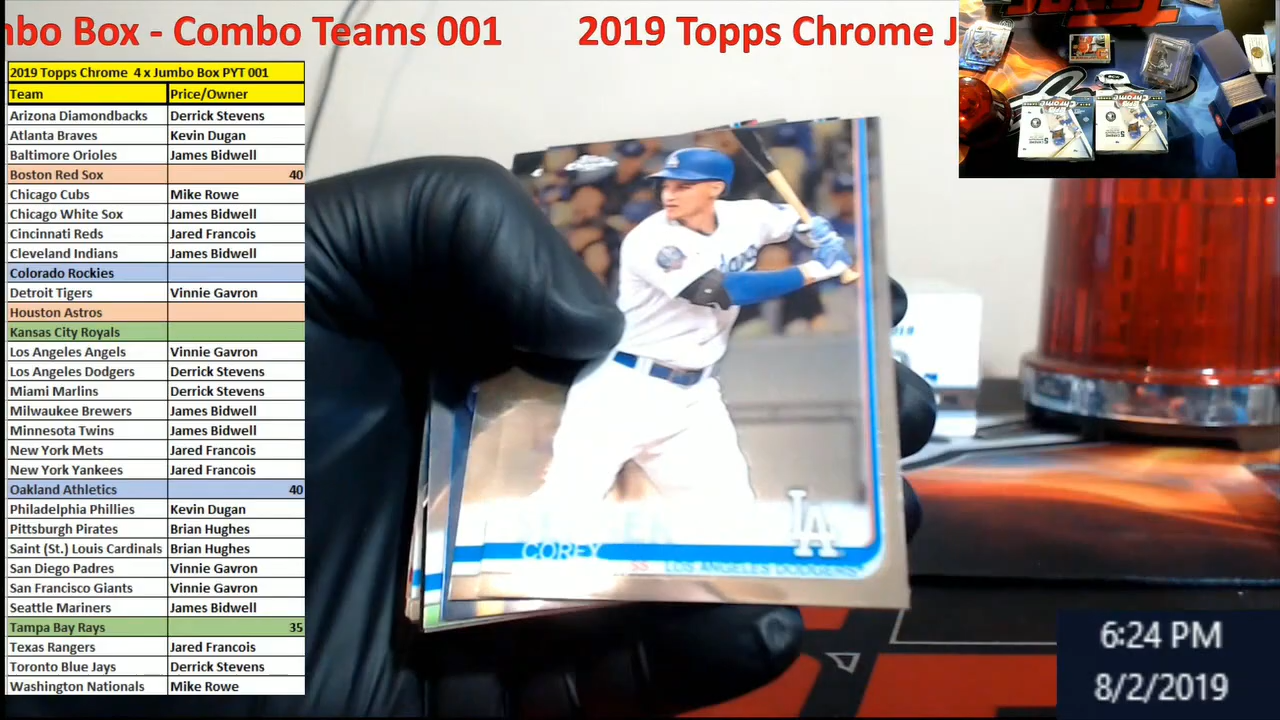 mbo Box - Combo Teams 001 2019 Topps Chrome J
2019 Topps Chrome 4 x Jumbo Box PYT 001
Team Price/Owner
Arizona Diamondbacks Derrick Stevens
Atlanta Braves Kevin Dugan
Baltimore Orioles James Bidwell
Boston Red Sox 40
Chicago Cubs Mike Rowe
Chicago White Sox James Bidwell
Cincinnati Reds Jared Francois
Cleveland Indians James Bidwell
Colorado Rockies
Detroit Tigers Vinnie Gavron
Houston Astros
Kansas City Royals
Los Angeles Angels Vinnie Gavron
Los Angeles Dodgers Derrick Stevens
Miami Marlins Derrick Stevens
Milwaukee Brewers James Bidwell
Minnesota Twins James Bidwell
New York Mets Jared Francois
New York Yankees Jared Francois
Oakland Athletics 40
Philadelphia Phillies Kevin Dugan
Pittsburgh Pirates Brian Hughes
Saint (St.) Louis Cardinals Brian Hughes
San Diego Padres Vinnie Gavron
San Francisco Giants Vinnie Gavron
Seattle Mariners James Bidwell
Tampa Bay Rays 35
Texas Rangers Jared Francois
Toronto Blue Jays Derrick Stevens
Washington Nationals Mike Rowe
LA
COREY
SS LOS ANGELES DODGERS
6:24 PM
8/2/2019